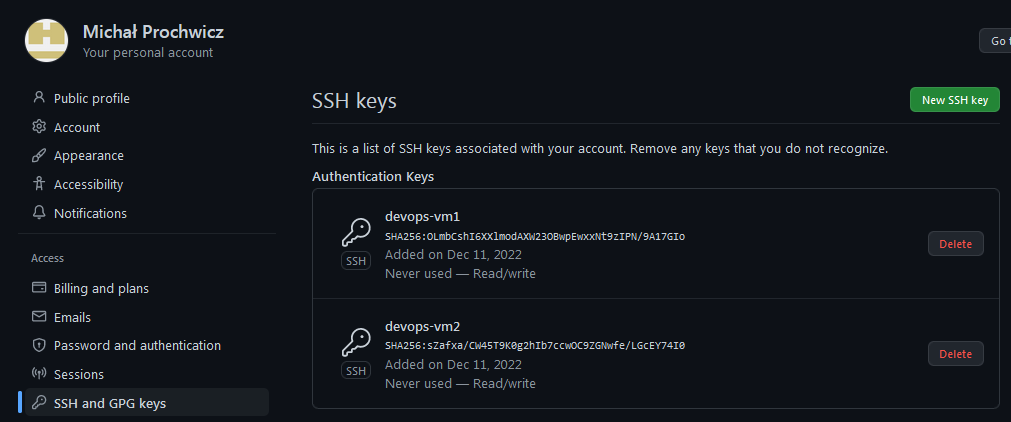 Michał Prochwicz
Your personal account
Go t
Public profile
Account
Appearance
Accessibility
Notifications
Access
Billing and plans
Emails
Password and authentication
Sessions
SSH and GPG keys
SSH keys
New SSH key
This is a list of SSH keys associated with your account. Remove any keys that you do not recognize.
Authentication Keys
devops-vm1
SHA256:OLmbCshI6XXlmodAXW23OBwpEwxxNt9zIPN/9A17GIo
SSH
Added on Dec 11, 2022
Never used — Read/write
Delete
devops-vm2
SHA256:sZafxa/CW45T9K0g2hIb7ccwOC9ZGNwfe/LGcEY74I0
SSH
Added on Dec 11, 2022
Never used — Read/write
Delete